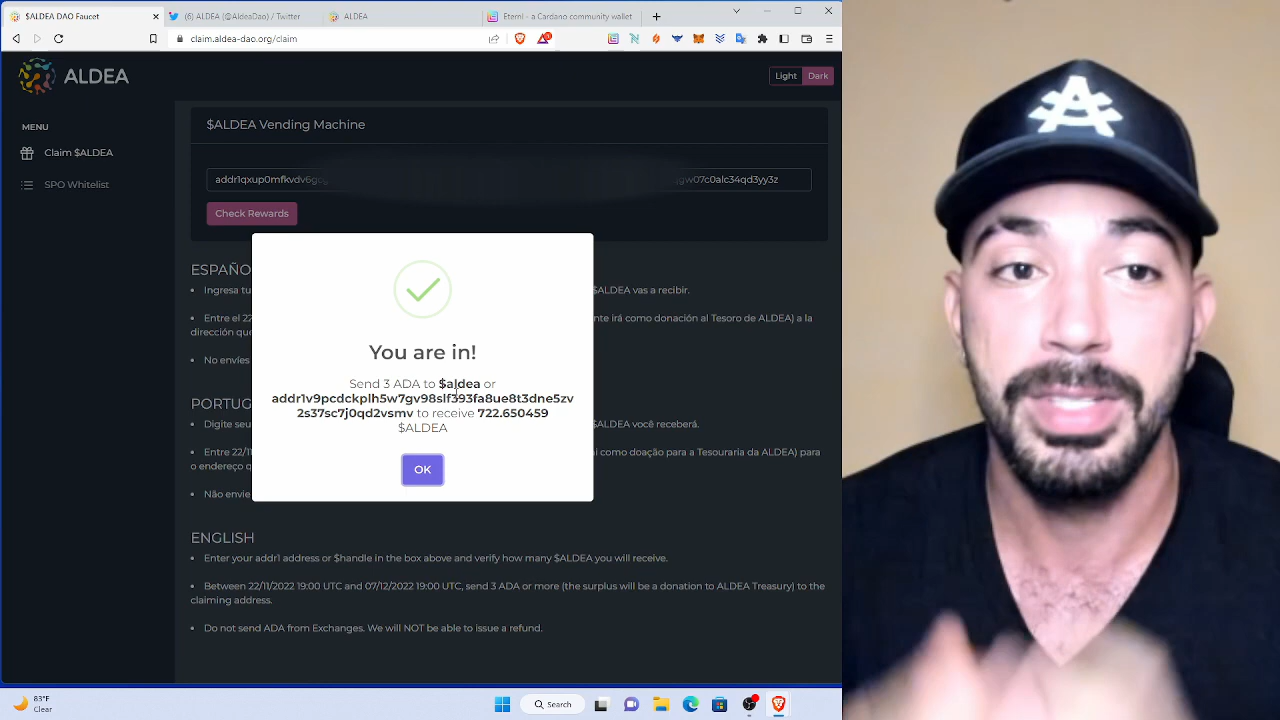 $ALDEA DAO Faucet
(6) ALDEA (@AldeaDao) / Twitter
ALDEA
Eternl - a Cardano community wallet
claim.aldea-dao.org/claim
ALDEA
Light Dark
MENU
Claim $ALDEA
SPO Whitelist
$ALDEA Vending Machine
Check Rewards
ESPAÑO
Ingresa tu
$ALDEA vas a recibir.
Entre el 22
irá como donación al Tesoro de ALDEA) a la
dirección que
No envíes
PORTUG
Digite seu
$ALDEA você receberá.
Entre 22/11
como doação para a Tesouraria da ALDEA) para
o endereço q
Não envie
You are in!
Send 3 ADA to $aldea or
addr1v9pcdckplh5w7gv98slf393fa8ue8t3dne5zv
2s37sc7j0qd2vsmv to receive 722.650459
$ALDEA
OK
ENGLISH
Enter your addr1 address or $handle in the box above and verify how many $ALDEA you will receive.
Between 22/11/2022 19:00 UTC and 07/12/2022 19:00 UTC, send 3 ADA or more (the surplus will be a donation to ALDEA Treasury) to the
claiming address.
Do not send ADA from Exchanges. We will NOT be able to issue a refund.
83°F
Clear
Search